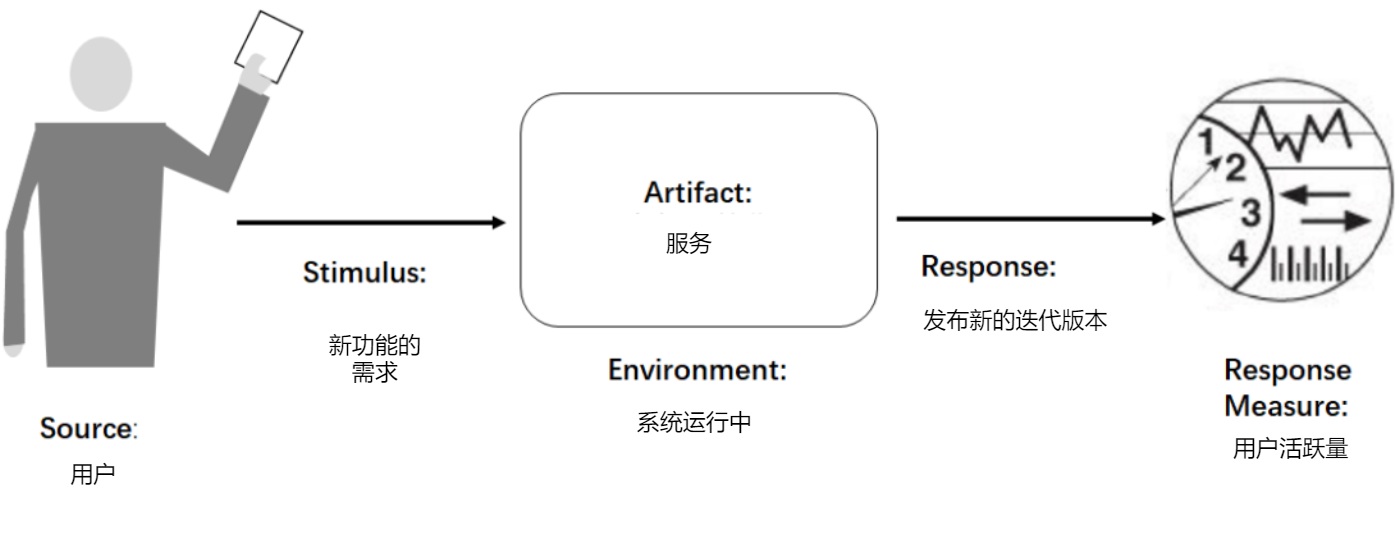 Source:
用户
Stimulus:
新功能的
需求
Artifact:
服务
Environment:
系统运行中
Response:
发布新的迭代版本
1
2
3
4
Response
Measure:
用户活跃量